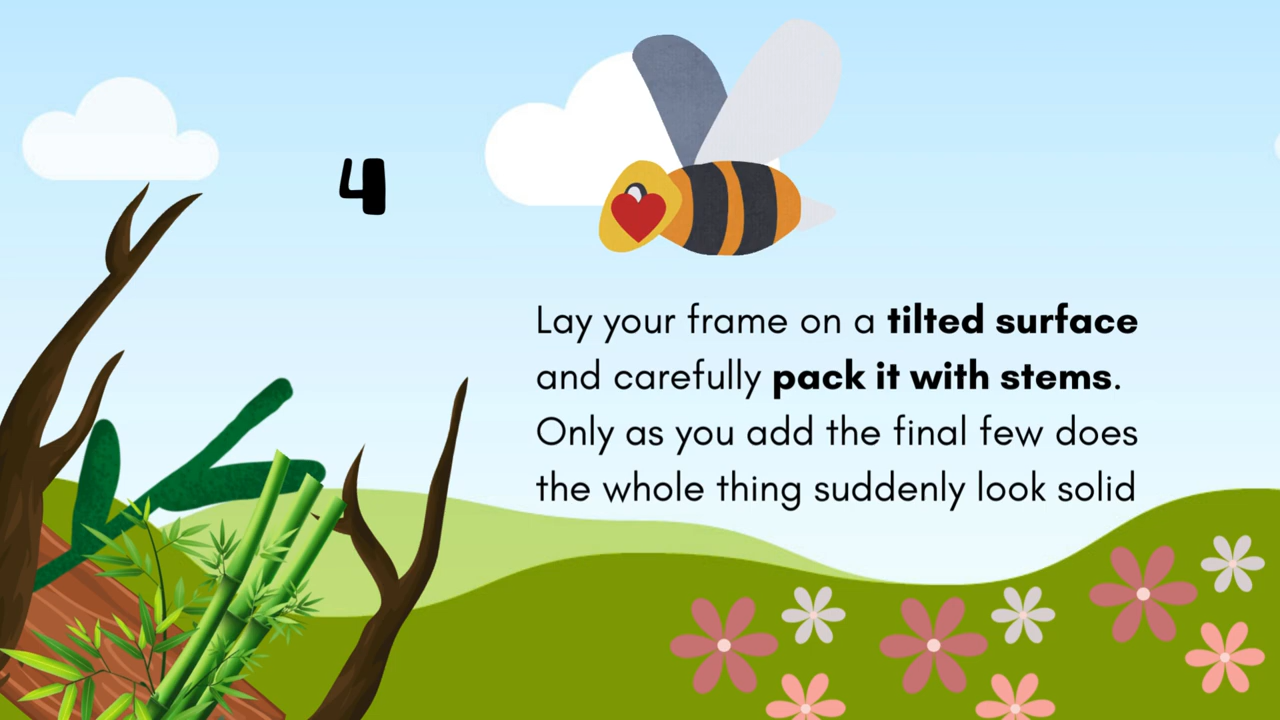 4
Lay your frame on a tilted surface
and carefully pack it with stems.
Only as you add the final few does
the whole thing suddenly look solid